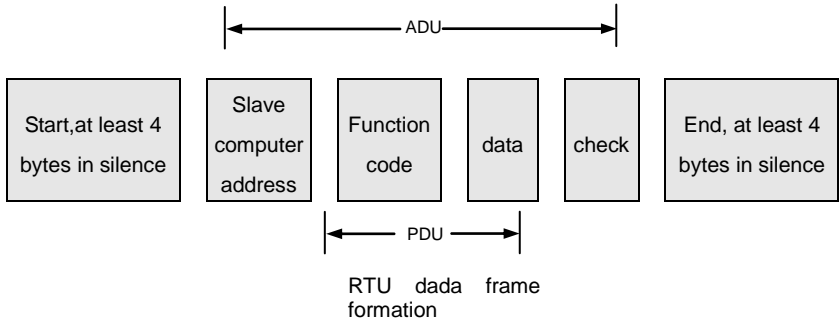 ADU
Start,at least 4
bytes in silence
Slave
computer
address
Function
code
data
check
End, at least 4
bytes in silence
PDU
RTU dada frame
formation